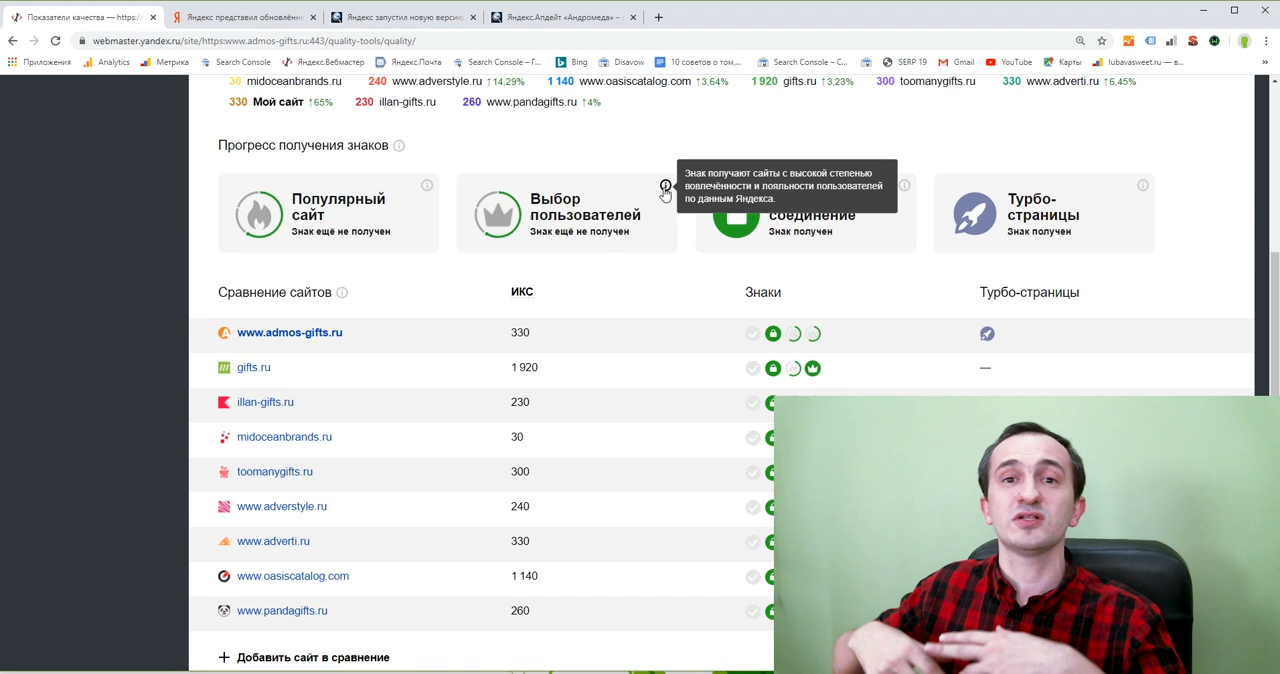 Показатели качества — https:/
Яндекс представил обновлённ
Яндекс запустил новую версию
Яндекс.Апдейт «Андромеда» –
webmaster.yandex.ru/site/https:www.admos-gifts.ru:443/quality-tools/quality/
Приложения Analytics Метрика Search Console Яндекс.Вебмастер Яндекс.Почта Search Console – Г... Bing Disavow 10 советов о том,... Search Console – С... SERP 19 Gmail YouTube Карты lubavasweet.ru — в... »
30 midoceanbrands.ru 240 www.adverstyle.ru ↑14,29% 1 140 www.oasiscatalog.com ↑3,64% 1 920 gifts.ru ↑3,23% 300 toomanygifts.ru 330 www.adverti.ru ↑6,45%
330 Мой сайт ↑65% 230 illan-gifts.ru 260 www.pandagifts.ru ↑4%
Прогресс получения знаков
Популярный
сайт
Знак ещё не получен
Выбор
пользователей
Знак ещё не получен
Знак получают сайты с высокой степенью
вовлечённости и лояльности пользователей
по данным Яндекса.
соединение
Знак получен
Турбо-
страницы
Знак получен
Сравнение сайтов ИКС Знаки Турбо-страницы
www.admos-gifts.ru 330
gifts.ru 1 920 —
illan-gifts.ru 230
midoceanbrands.ru 30
toomanygifts.ru 300
www.adverstyle.ru 240
www.adverti.ru 330
www.oasiscatalog.com 1 140
www.pandagifts.ru 260
+ Добавить сайт в сравнение